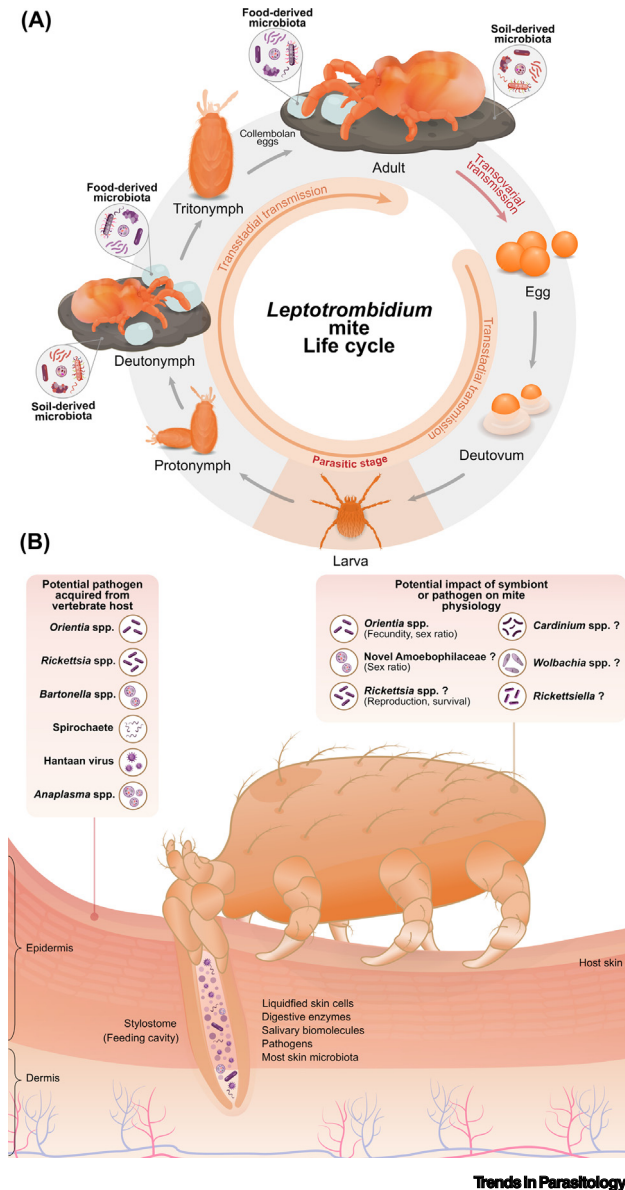 (A)
Food-derived
microbiota
Soil-derived
microbiota
Collembolan
eggs
Adult
Transovarial
transmission
Food-derived
microbiota
Tritonymph
Transstadial transmission
Egg
Leptotrombidium
mite
Life cycle
Deutonymph
Soil-derived
microbiota
Transstadial transmission
Deutovum
Protonymph
Parasitic stage
Larva
(B)
Potential pathogen
acquired from
vertebrate host
Orientia spp.
Rickettsia spp.
Bartonella spp.
Spirochaete
Hantaan virus
Anaplasma spp.
Potential impact of symbiont
or pathogen on mite
physiology
Orientia spp.
(Fecundity, sex ratio)
Novel Amoebophilaceae ?
(Sex ratio)
Rickettsia spp. ?
(Reproduction, survival)
Cardinium spp. ?
Wolbachia spp. ?
Rickettsiella ?
Epidermis
Host skin
Stylostome
(Feeding cavity)
Liquidfied skin cells
Digestive enzymes
Salivary biomolecules
Pathogens
Most skin microbiota
Dermis
Trends in Parasitology